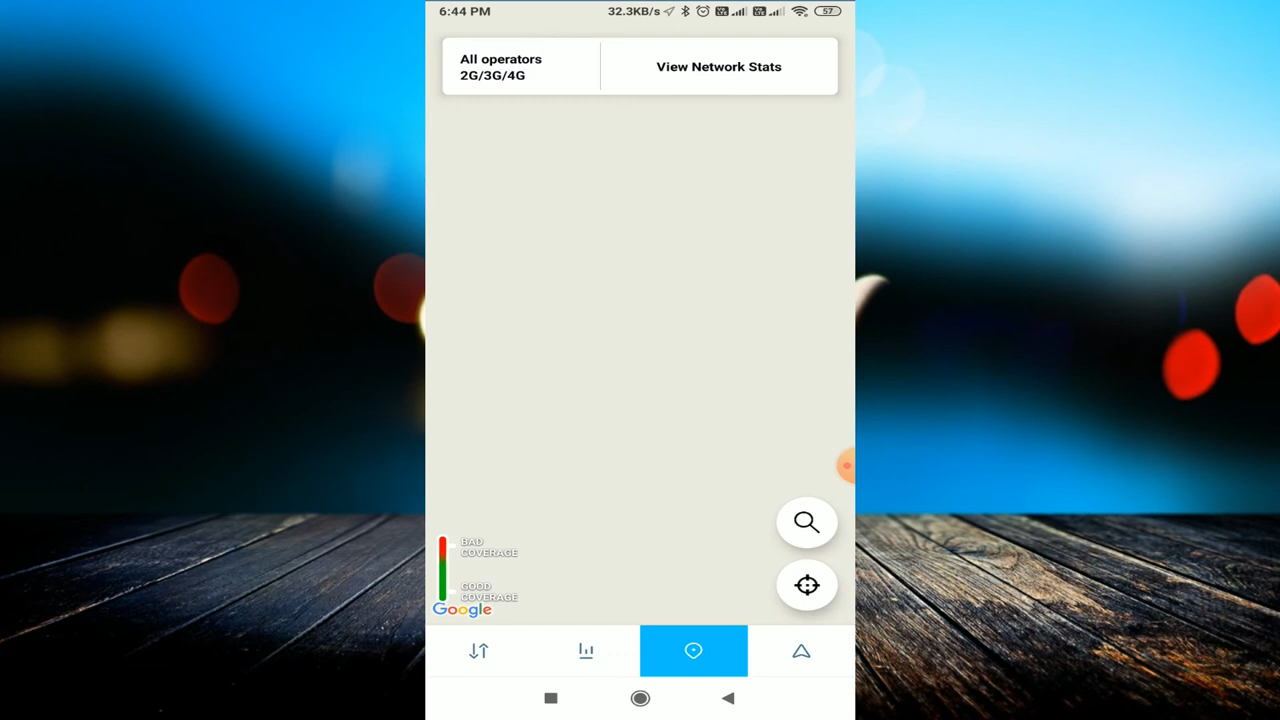 6:44 PM
32.3KB/s
57
All operators
2G/3G/4G
View Network Stats
BAD
COVERAGE
GOOD
COVERAGE
Google